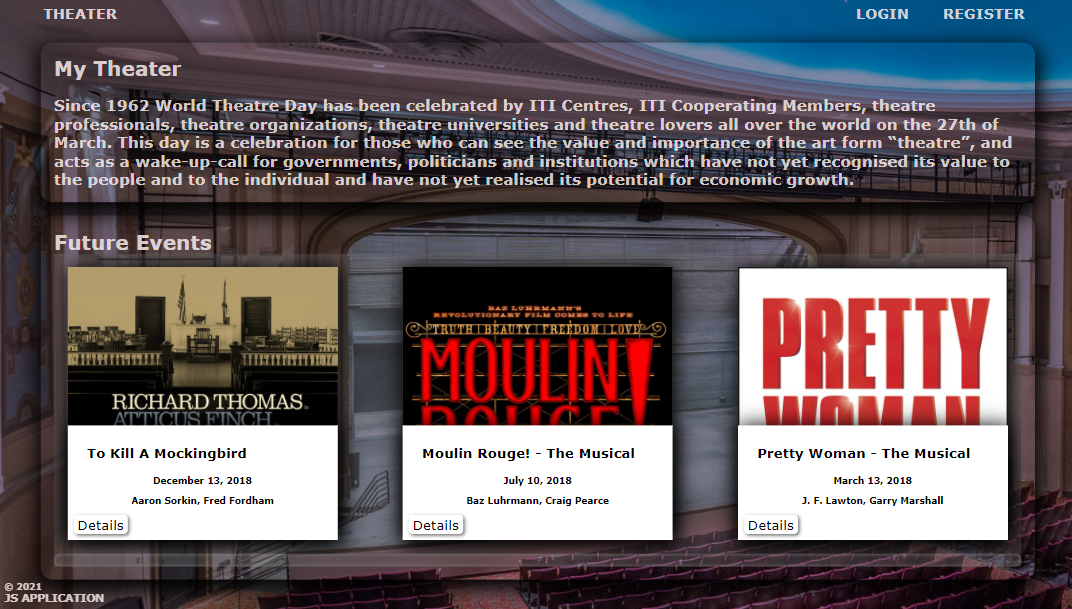 THEATER
LOGIN
REGISTER
My Theater
Since 1962 World Theatre Day has been celebrated by ITI Centres, ITI Cooperating Members, theatre
professionals, theatre organizations, theatre universities and theatre lovers all over the world on the 27th of
March. This day is a celebration for those who can see the value and importance of the art form “theatre”, and
acts as a wake-up-call for governments, politicians and institutions which have not yet recognised its value to
the people and to the individual and have not yet realised its potential for economic growth.
Future Events
RICHARD THOMAS
ATTICUS FINCH
To Kill A Mockingbird
December 13, 2018
Aaron Sorkin, Fred Fordham
Details
BAZ LUHRMANN'S
REVOLUTIONARY FILM COMES TO LIFE
TRUTH | BEAUTY | FREEDOM | LOVE
MOULIN
ROUGE!
Moulin Rouge! - The Musical
July 10, 2018
Baz Luhrmann, Craig Pearce
Details
PRETTY
WOMAN
Pretty Woman - The Musical
March 13, 2018
J. F. Lawton, Garry Marshall
Details
© 2021
JS APPLICATION